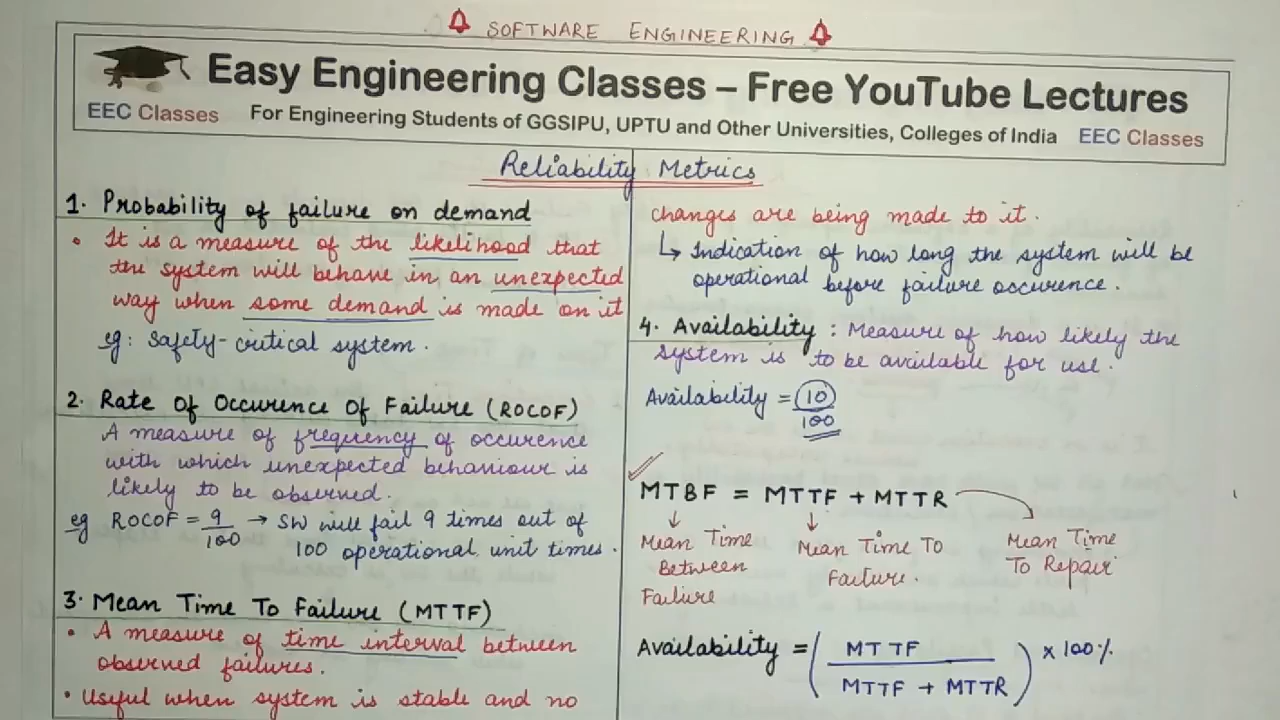 SOFTWARE ENGINEERING
Easy Engineering Classes – Free YouTube Lectures
EEC Classes For Engineering Students of GGSIPU, UPTU and Other Universities, Colleges of India EEC Classes
Reliability Metrics
1. Probability of failure on demand
• It is a measure of the likelihood that
the system will behave in an unexpected
way when some demand is made on it
eg: Safety-critical system.
2. Rate Of Occurence Of Failure (ROCOF)
A measure of frequency of occurence
with which unexpected behaviour is
likely to be observed.
eg ROCOF = 9/100 → SW will fail 9 times out of
100 operational unit times.
3. Mean Time To Failure (MTTF)
• A measure of time interval between
observed failures.
• Useful when system is stable and no
changes are being made to it.
↳ Indication of how long the system will be
operational before failure occurence.
4. Availability : Measure of how likely the
system is to be available for use.
Availability = 10/100
MTBF = MTTF + MTTR
Mean Time Between Failure
Mean Time To Failure.
Mean Time To Repair
Availability = (MTTF / MTTF + MTTR) × 100%